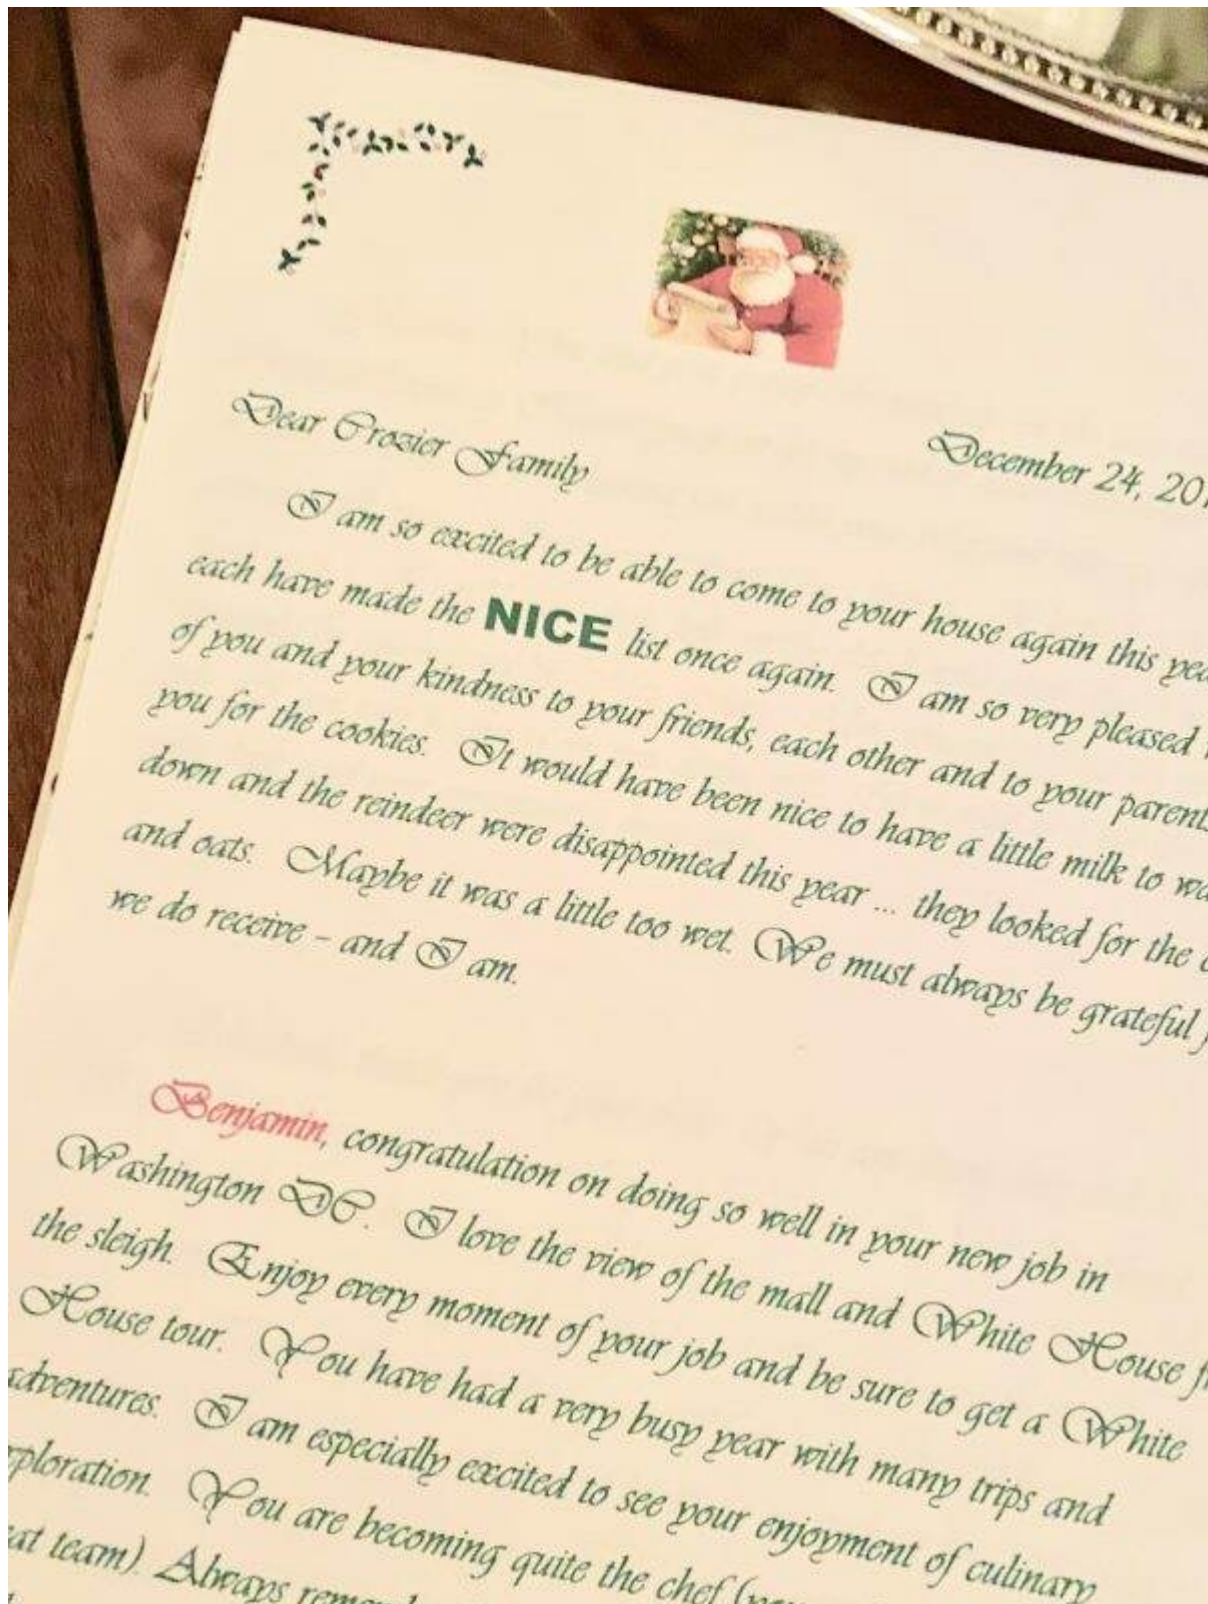 December 24,
Dear Crozier Family
I am so excited to be able to come to your house again this
each have made the NICE list once again. I am so very pleased
of you and your kindness to your friends, each other and to your parents
you for the cookies. It would have been nice to have a little milk to
down and the reindeer were disappointed this year ... they looked for the
and oats. Maybe it was a little too wet. We must always be grateful
we do receive - and I am.
Benjamin, congratulation on doing so well in your new job in
Washington DC. I love the view of the mall and White House
the sleigh. Enjoy every moment of your job and be sure to get a White
House tour. You have had a very busy year with many trips and
adventures. I am especially excited to see your enjoyment of culinary
You are becoming quite the chef
team). Always